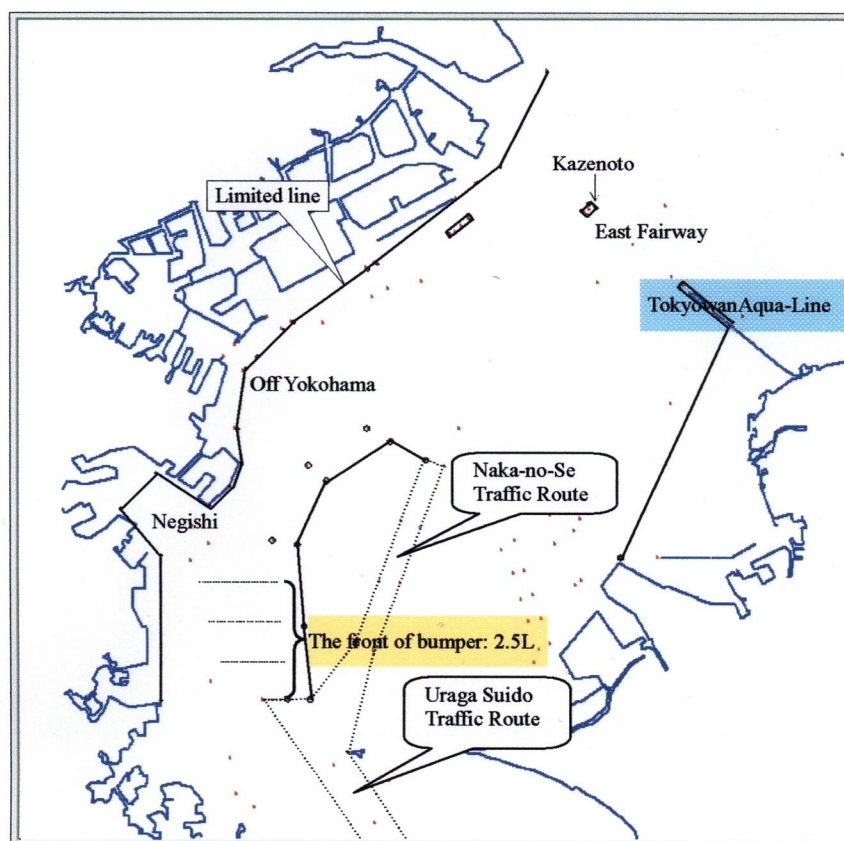 Kazenoto
Limited line
East Fairway
TokyowanAqua-Line
Off Yokohama
Naka-no-Se
Traffic Route
Negishi
The front of bumper: 2.5L
Uraga Suido
Traffic Route